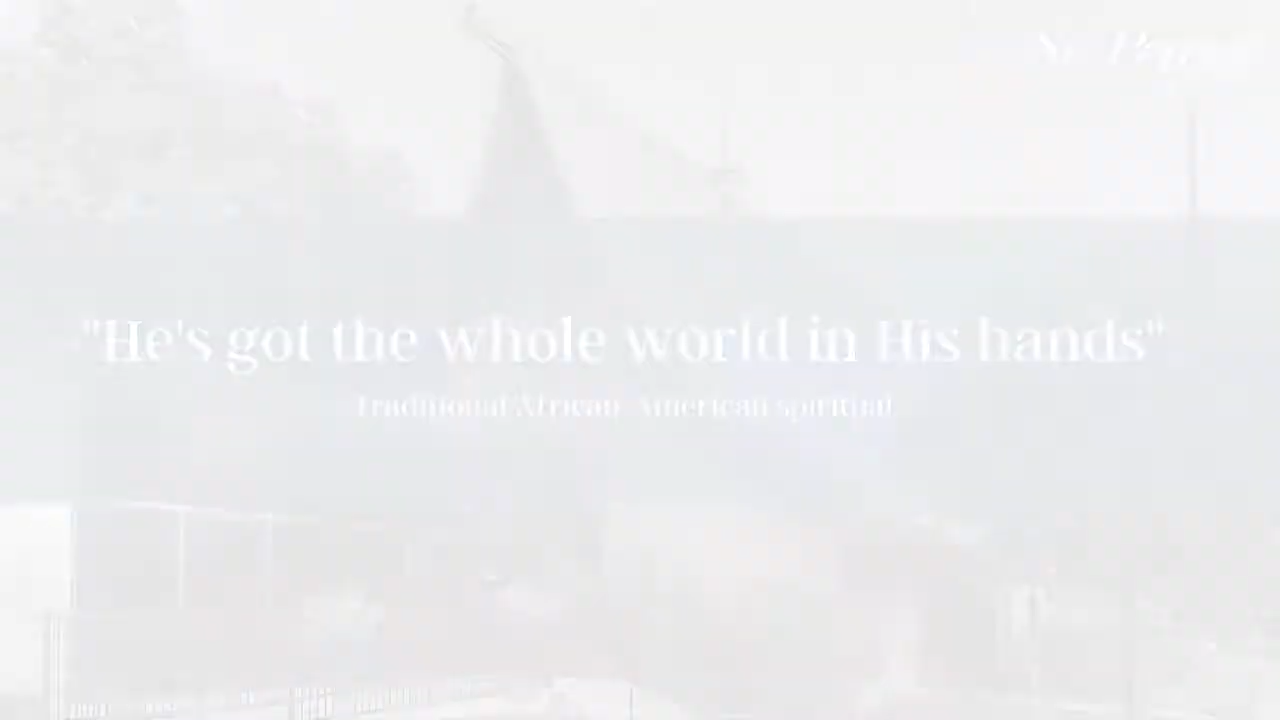 "He's got the whole world in His hands"
Traditional African-American spiritual